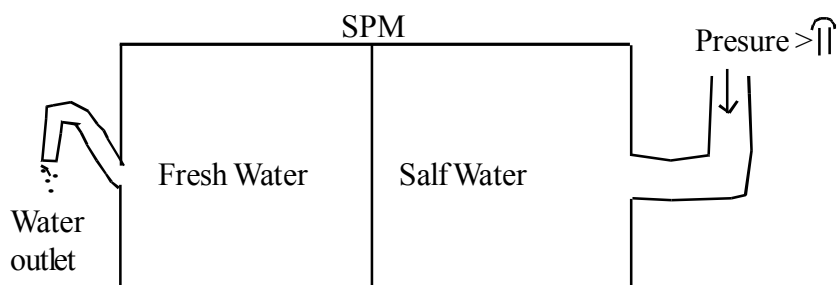 SPM
Presure >π
Fresh Water
Salf Water
Water
outlet